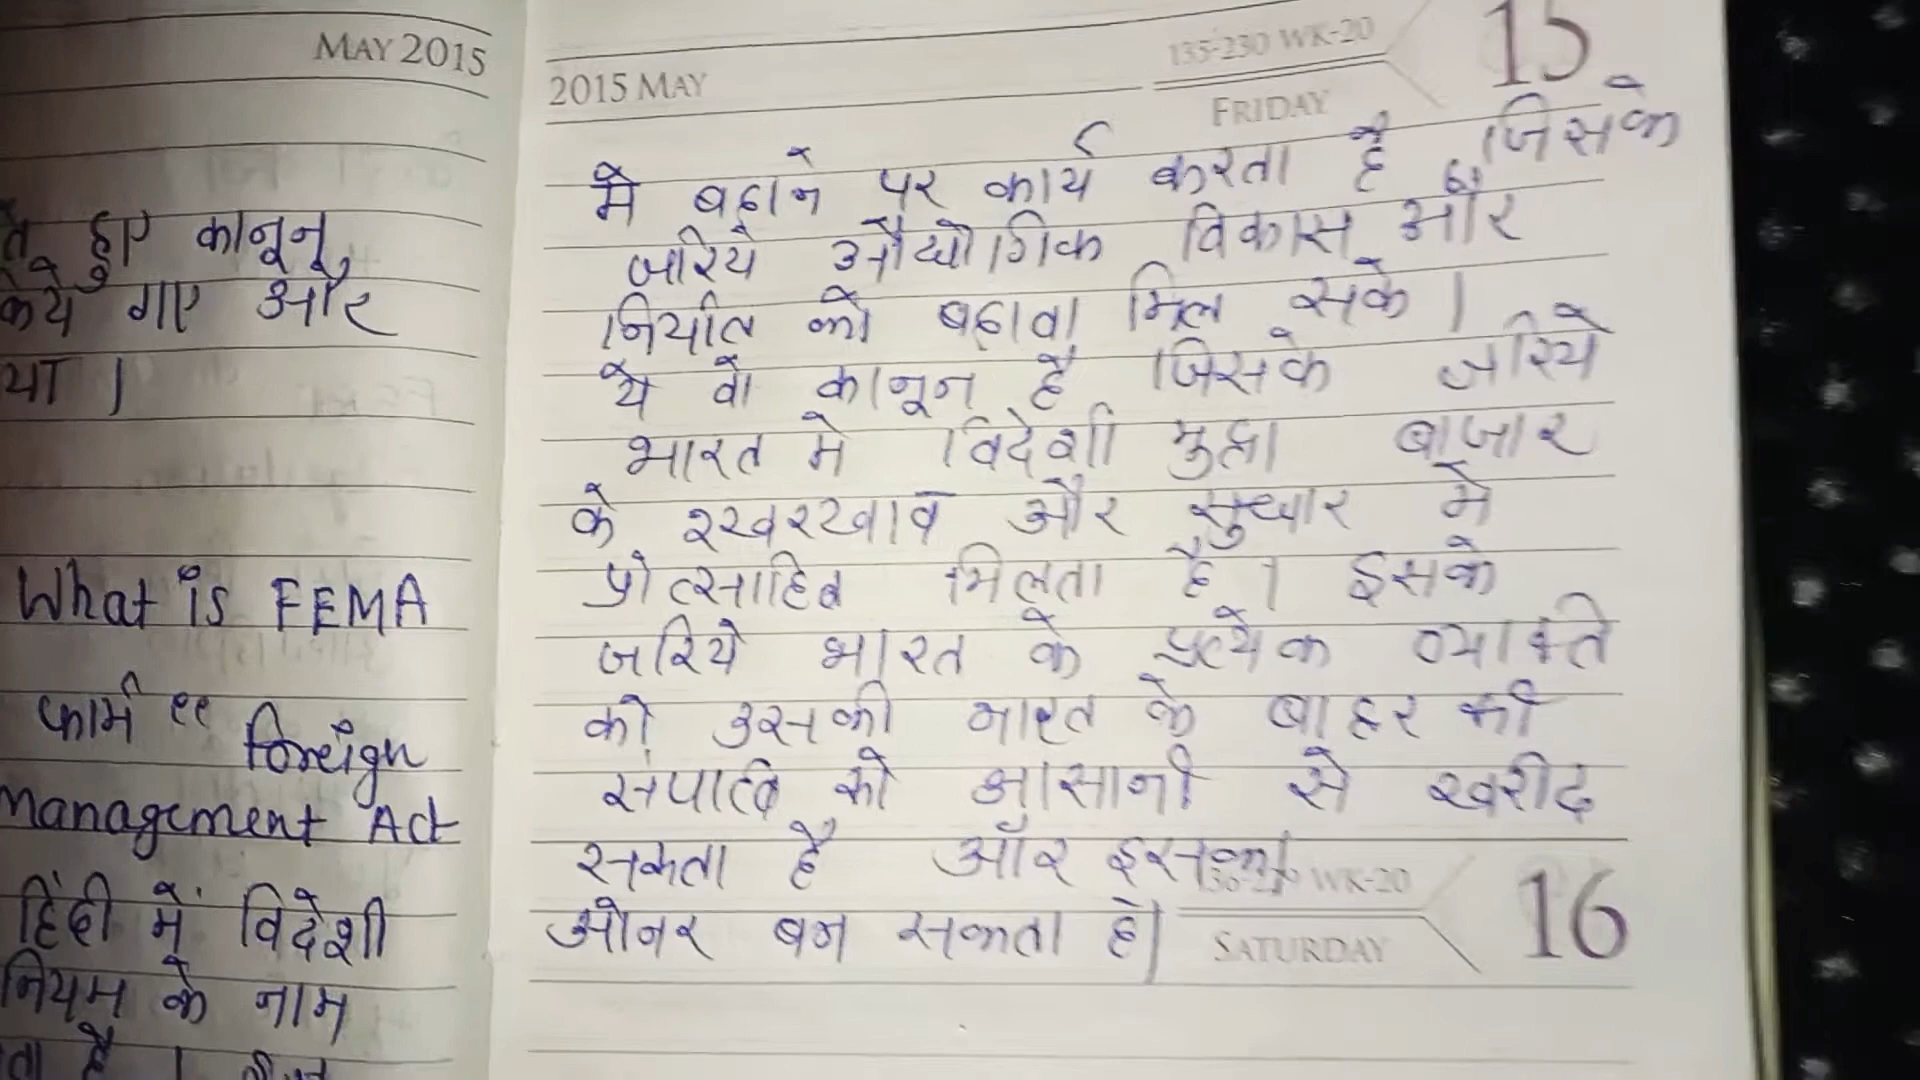 MAY 2015
हुए कानून,
गए और
या ।
What is FEMA
फार्म ee foreign
management Act
हिंदी में विदेशी
नियम के नाम
है ।
2015 MAY
135-230 WK-20
15
FRIDAY
मे बढाने पर कार्य करता है जिसके
जरिये औद्योगिक विकास और
निर्यात को बढावा मिल सके ।
ये वो कानून है जिसके जरिये
भारत मे विदेशी मुद्रा बाजार
के रखरखाव और सुधार मे
प्रोत्साहित मिलता है । इसके
जरिये भारत के प्रत्येक व्यक्ति
को उसकी भारत के बाहर की
संपत्ति को आसानी से खरीद
सकता है और इसका
WK-20
16
ओनर बन सकता है।
SATURDAY